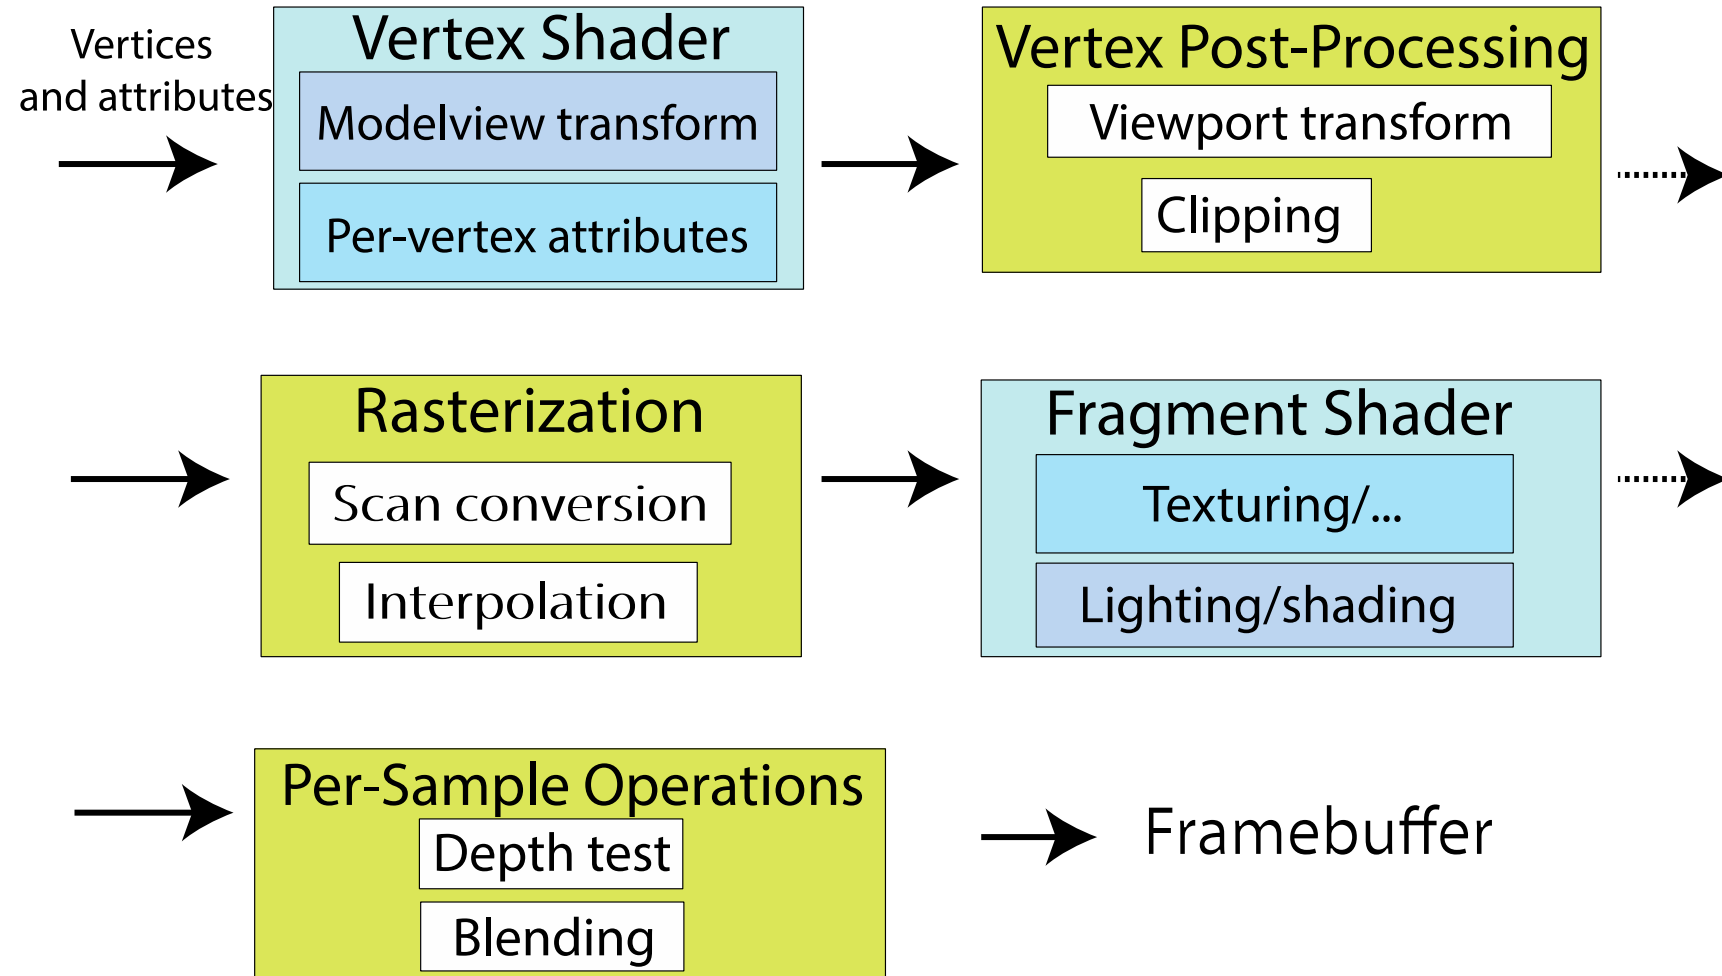 Vertices
and attributes
Vertex Shader
Modelview transform
Per-vertex attributes
Vertex Post-Processing
Viewport transform
Clipping
Rasterization
Scan conversion
Interpolation
Fragment Shader
Texturing/...
Lighting/shading
Per-Sample Operations
Depth test
Blending
Framebuffer